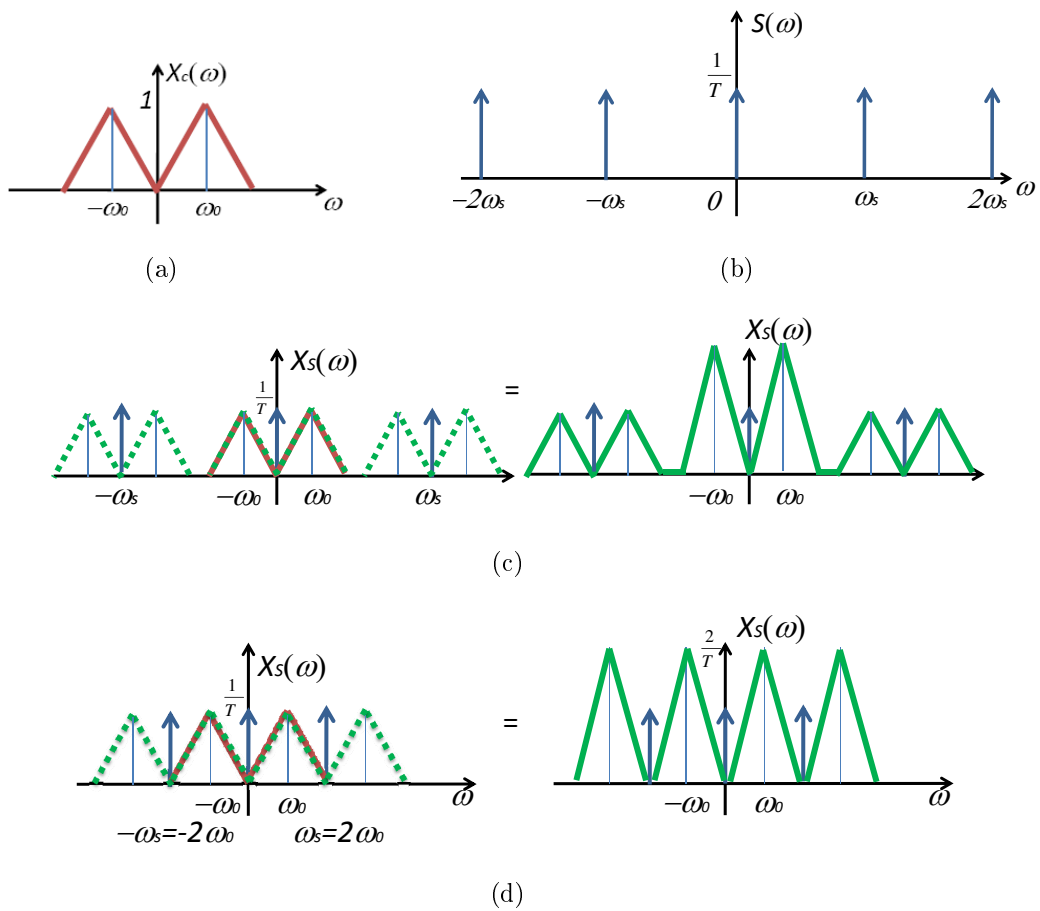 Xc(ω)
1
−ω0 ω0 ω
(a)
S(ω)
1/T
−2ωs −ωs 0 ωs 2ωs ω
(b)
Xs(ω)
1/T
−ωs −ω0 ω0 ωs
=
Xs(ω)
−ω0 ω0
(c)
Xs(ω)
1/T
−ω0 ω0 ω
−ωs=-2ω0 ωs=2ω0
=
2/T Xs(ω)
−ω0 ω0 ω
(d)